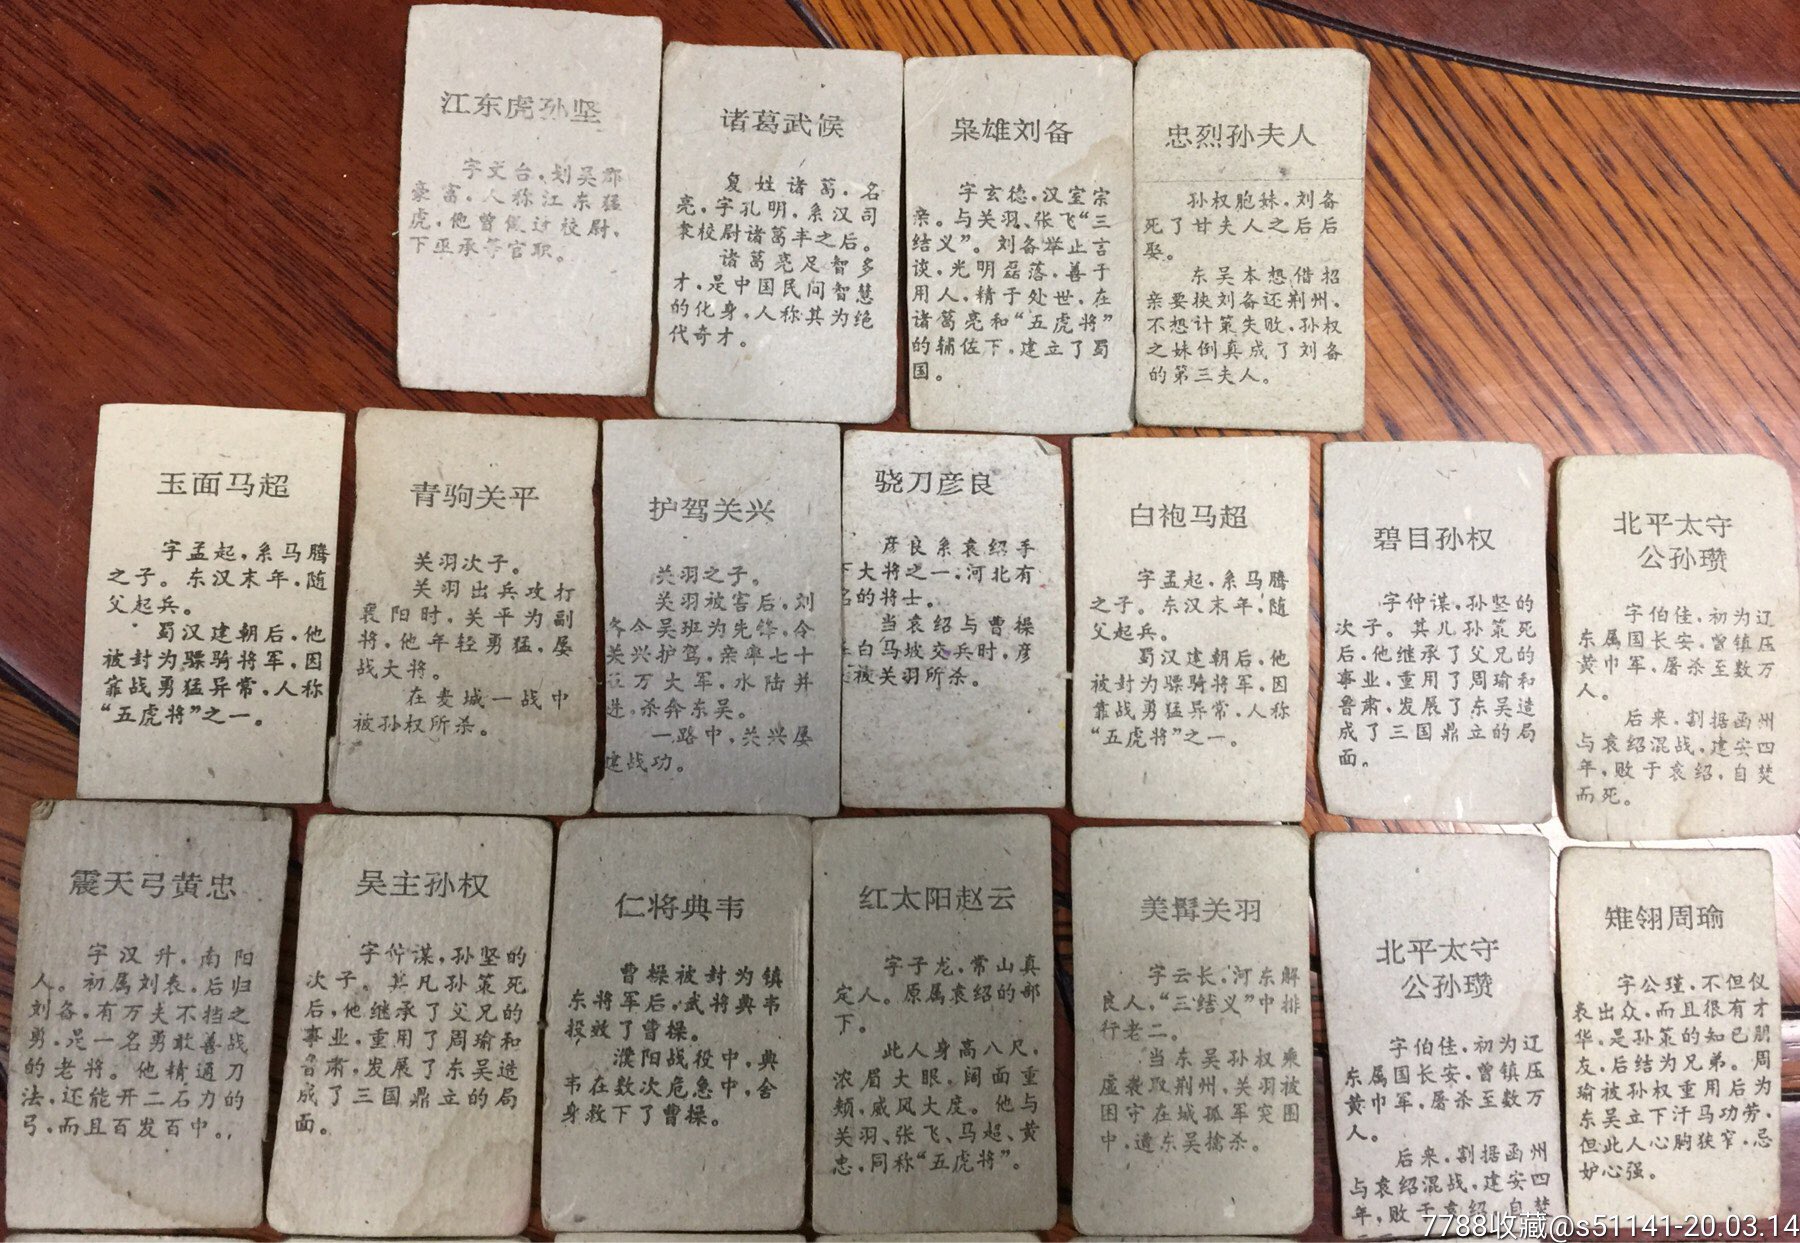 江东虎孙坚
字文台，划吴郡
豪富，人称江东猛
虎，他曾做过校尉、
下丞承等官职。
诸葛武候
复姓诸葛，名
亮，字孔明，系汉司
隶校尉诸葛丰之后。
诸葛亮足智多
才，是中国民间智慧
的化身，人称其为绝
代奇才。
枭雄刘备
字玄德，汉室宗
亲。与关羽、张飞“三
结义”。刘备举止言
谈，光明磊落，善于
用人，精于处世，在
诸葛亮和“五虎将”
的辅佐下，建立了蜀
国。
忠烈孙夫人
孙权胞妹，刘备
死了甘夫人之后后
娶。
东吴本想借招
亲要挟刘备还荆州，
不想计策失败，孙权
之妹倒真成了刘备
的第三夫人。
玉面马超
字孟起，系马腾
之子。东汉末年，随
父起兵。
蜀汉建朝后，他
被封为骠骑将军，因
靠战勇猛异常，人称
“五虎将”之一。
青驹关平
关羽次子。
关羽出兵攻打
襄阳时，关平为副
将，他年轻勇猛，屡
战大将。
在麦城一战中
被孙权所杀。
护驾关兴
关羽之子。
关羽被害后，刘
备令吴班为先锋，令
关兴护驾，亲率七十
五万大军，水陆并
进，杀奔东吴。
一路中，关兴屡
建战功。
骁刀彦良
彦良系袁绍手
下大将之一，河北有
名的将士。
当袁绍与曹操
白马坡交兵时，彦
被关羽所杀。
白袍马超
字孟起，系马腾
之子。东汉末年，随
父起兵。
蜀汉建朝后，他
被封为骠骑将军，因
靠战勇猛异常，人称
“五虎将”之一。
碧目孙权
字仲谋，孙坚的
次子。其儿孙策死
后，他继承了父兄的
事业，重用了周瑜和
鲁肃，发展了东吴造
成了三国鼎立的局
面。
北平太守
公孙瓒
字伯佳，初为辽
东属国长安，曾镇压
黄巾军，屠杀至数万
人。
后来，割据函州
与袁绍混战，建安四
年，败于袁绍，自焚
而死。
震天弓黄忠
字汉升，南阳
人。初属刘表，后归
刘备，有万夫不挡之
勇，是一名勇敢善战
的老将。他精通刀
法，还能开二石力的
弓，而且百发百中。
吴主孙权
字仲谋，孙坚的
次子。其凡孙策死
后，他继承了父兄的
事业，重用了周瑜和
鲁肃，发展了东吴造
成了三国鼎立的局
面。
仁将典韦
曹操被封为镇
东将军后，武将典韦
投效了曹操。
濮阳战役中，典
韦在数次危急中，舍
身救下了曹操。
红太阳赵云
字子龙，常山真
定人。原属袁绍的部
下。
此人身高八尺，
浓眉大眼，阔面重
颊，威风大度。他与
关羽、张飞、马超、黄
忠，同称“五虎将”。
美髯关羽
字云长，河东解
良人，“三结义”中排
行老二。
当东吴孙权乘
虚袭取荆州，关羽被
困守在城孤军突围
中，遭东吴擒杀。
北平太守
公孙瓒
字伯佳，初为辽
东属国长安，曾镇压
黄巾军，屠杀至数万
人。
后来，割据函州
与袁绍混战，建安四
年，败于袁绍，自焚
雉翎周瑜
字公瑾，不但仪
表出众，而且很有才
华，是孙策的知已朋
友，后结为兄弟。周
瑜被孙权重用后为
东吴立下汗马功劳，
但此人心胸狭窄，忌
妒心强。
7788收藏@s51141-20.03.14